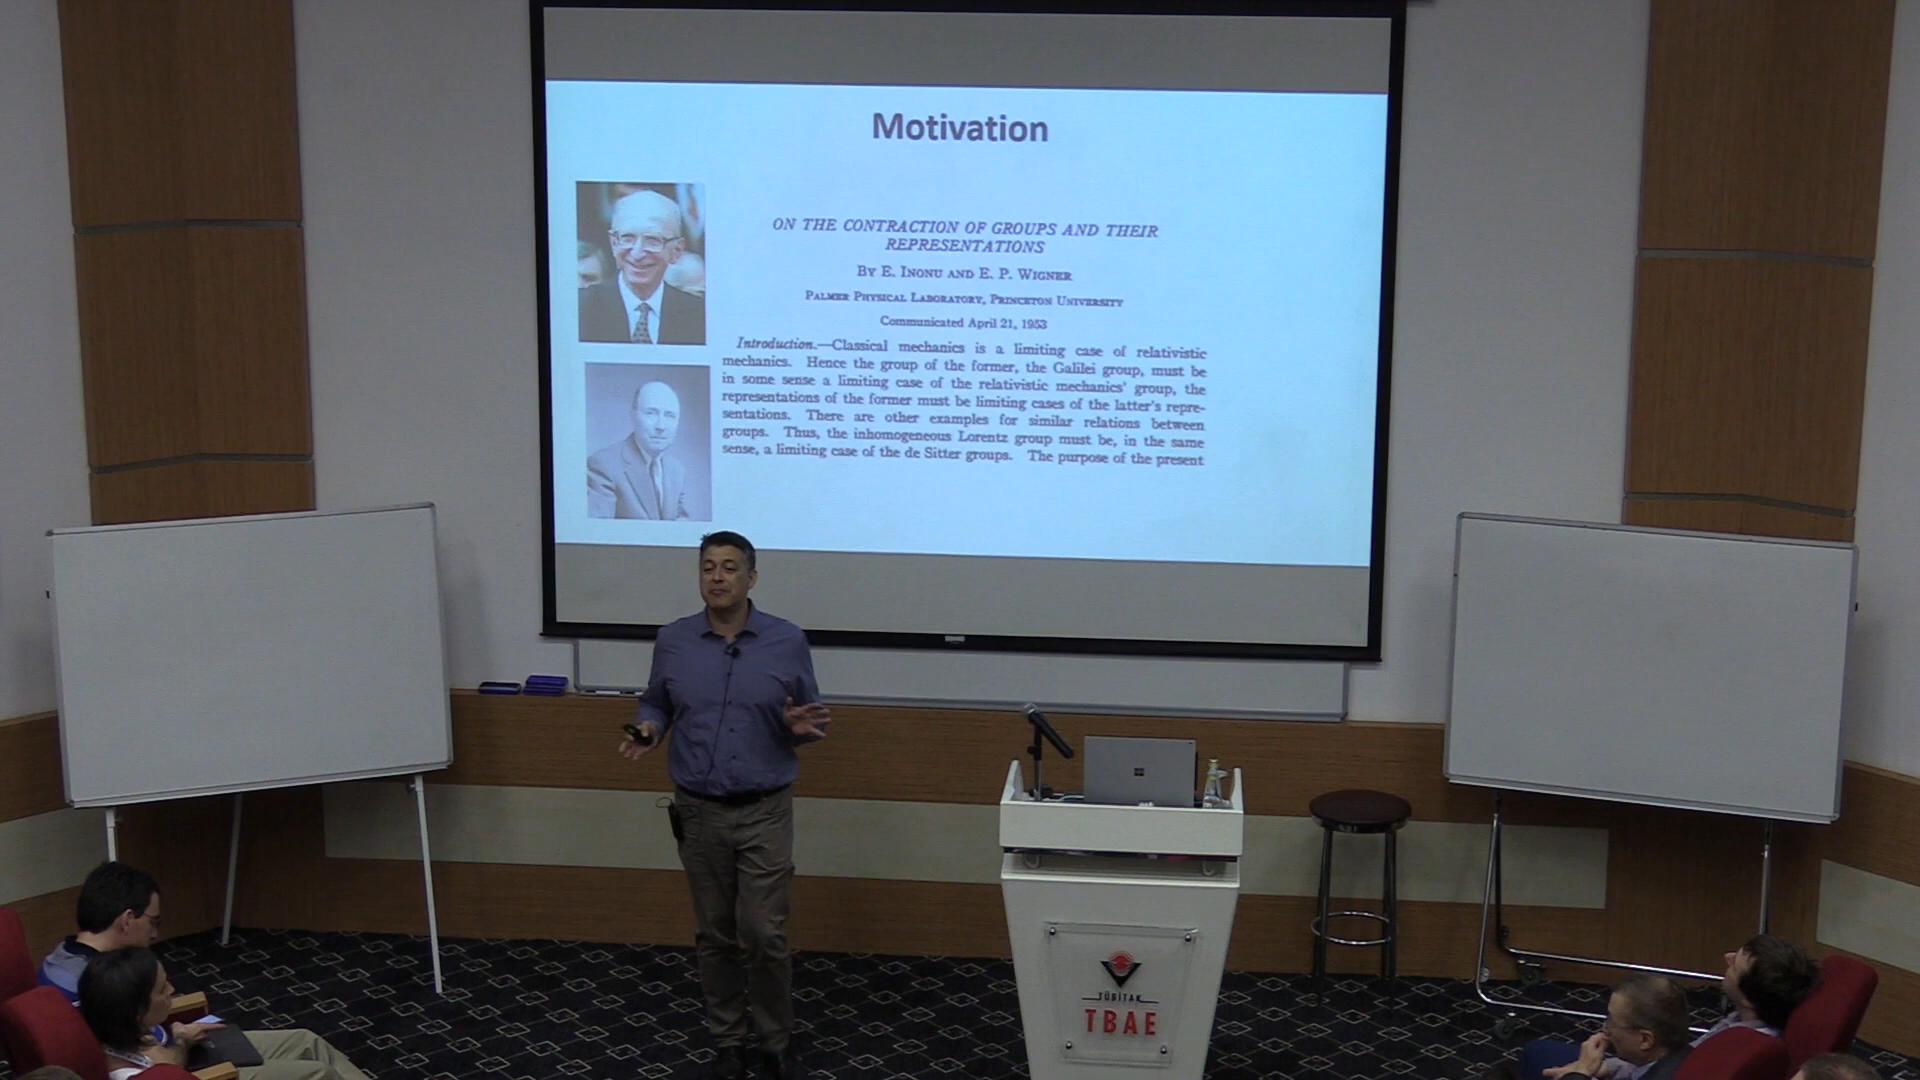 Motivation
ON THE CONTRACTION OF GROUPS AND THEIR
REPRESENTATIONS
BY E. INONU AND E. P. WIGNER
PALMER PHYSICAL LABORATORY, PRINCETON UNIVERSITY
Communicated April 21, 1953
Introduction.—Classical mechanics is a limiting case of relativistic
mechanics. Hence the group of the former, the Galilei group, must be
in some sense a limiting case of the relativistic mechanics' group, the
representations of the former must be limiting cases of the latter's repre-
sentations. There are other examples for similar relations between
groups. Thus, the inhomogeneous Lorentz group must be, in the same
sense, a limiting case of the de Sitter groups. The purpose of the present
TÜBİTAK
TBAE